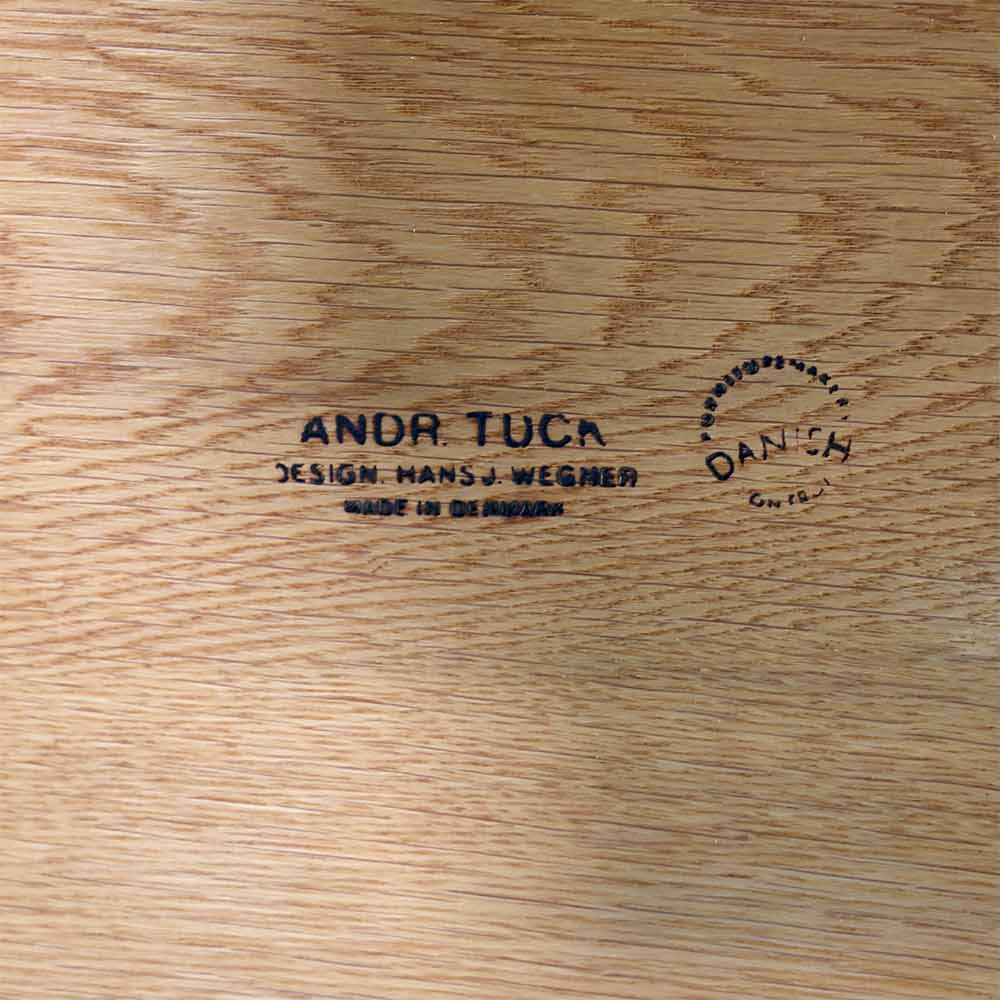 ANDR. TUCK
DESIGN. HANS J. WEGNER
MADE IN DENMARK
DANISH